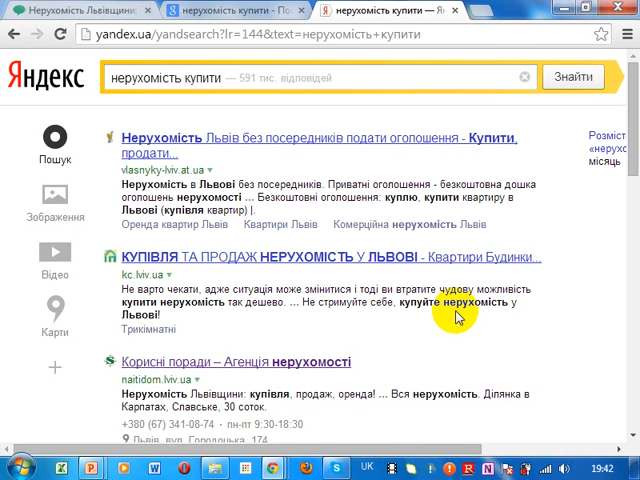 Нерухомість Львівщини:
нерухомість купити - По
нерухомість купити — Ян
yandex.ua/yandsearch?lr=144&text=нерухомість+купити
Яндекс
нерухомість купити — 591 тис. відповідей
Знайти
Пошук
Зображення
Відео
Карти
Нерухомість Львів без посередників подати оголошення - Купити,
продати...
vlasnyky-lviv.at.ua
Нерухомість в Львові без посередників. Приватні оголошення - безкоштовна дошка
оголошень нерухомості ... Безкоштовні оголошення: куплю, купити квартиру в
Львові (купівля квартир) |.
Оренда квартир Львів Квартири Львів Комерційна нерухомість Львів
КУПІВЛЯ ТА ПРОДАЖ НЕРУХОМІСТЬ У ЛЬВОВІ - Квартири Будинки...
kc.lviv.ua
Не варто чекати, адже ситуація може змінитися і тоді ви втратите чудову можливість
купити нерухомість так дешево. ... Не стримуйте себе, купуйте нерухомість у
Львові!
Трикімнатні
Корисні поради – Агенція нерухомості
naitidom.lviv.ua
Нерухомість Львівщини: купівля, продаж, оренда! ... Вся нерухомість. Ділянка в
Карпатах, Славське, 30 соток.
+380 (67) 341-08-74 · пн-пт 9:30-18:30
Львів, вул. Городоцька, 174
Розміст
«нерухо
місяць
UK
19:42